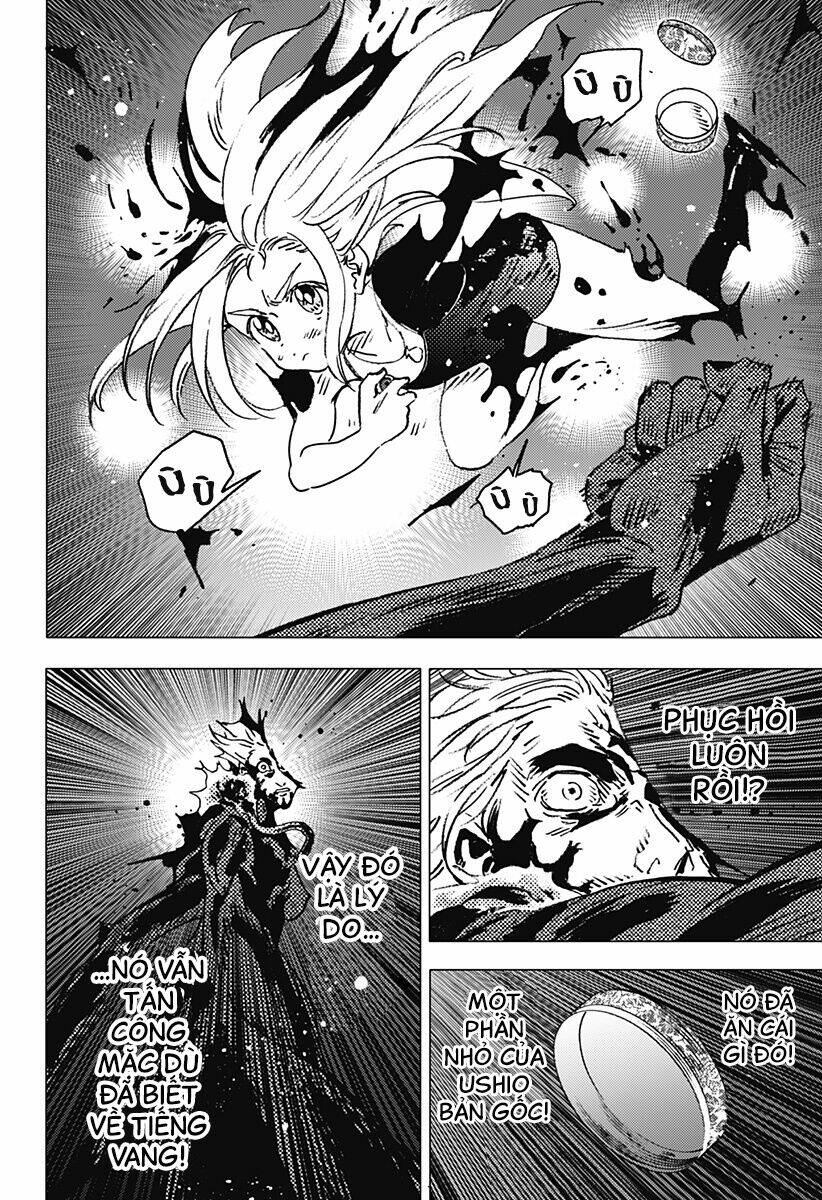 Ũ Ũ
Ũ Ũ
Ũ Ũ
PHỤC HỒI
LUÔN
RỒI!?
NÓ ĐÃ
ĂN CÁI
GÌ ĐÓ!
MỘT
PHẦN
NHỎ CỦA
USHIO
BẢN GỐC!
VẬY ĐÓ
LÀ LÝ
DO...
...NÓ VẪN
TẤN
CÔNG
MẶC DÙ
ĐÃ BIẾT
VỀ TIẾNG
VANG!